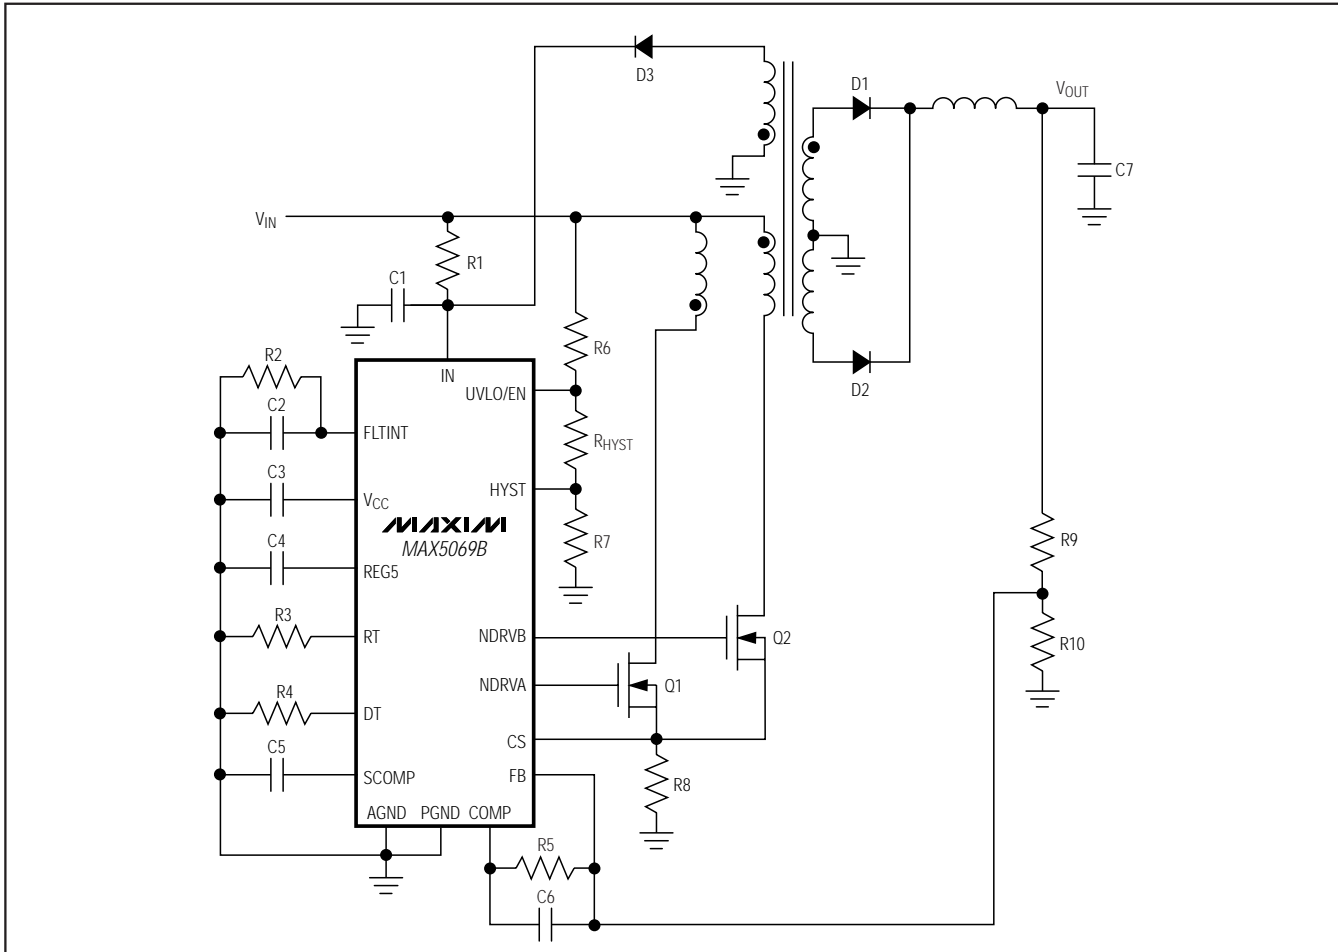 D3
D1
VOUT
C7
VIN
R1
C1
R6
R2
IN
D2
UVLO/EN
C2
FLTINT
RHYST
C3
HYST
VCC
MAXIM
MAX5069B
R7
C4
REG5
R9
R3
RT
NDRVB
Q2
R10
R4
NDRVA
Q1
DT
CS
C5
SCOMP
FB
R8
AGND
PGND
COMP
R5
C6